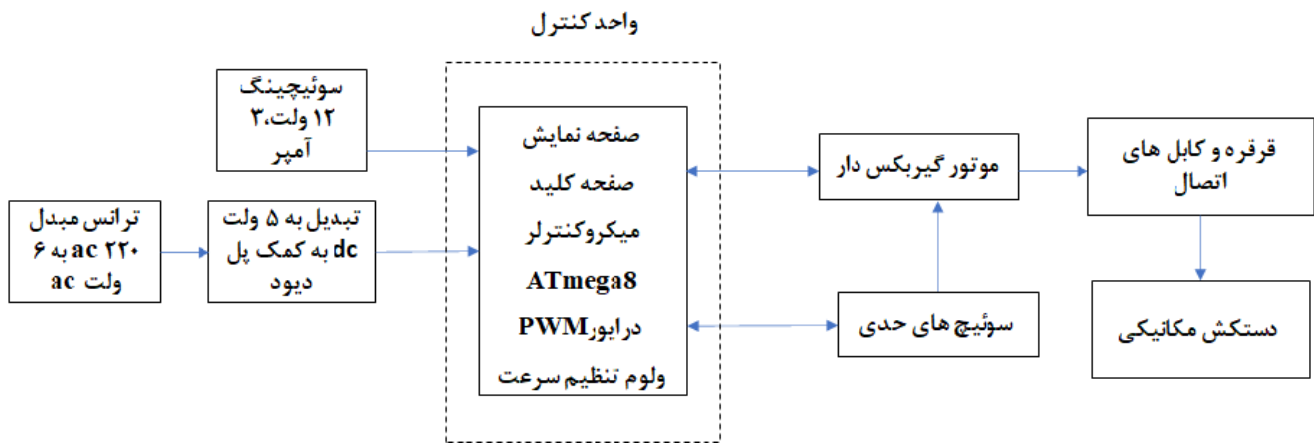 واحد کنترل
سوئیچینگ
۱۲ ولت،۳
آمپر
ترانس مبدل
۲۲۰ ac به ۶
ولت ac
تبدیل به ۵ ولت
dc به کمک پل
دیود
صفحه نمایش
صفحه کلید
میکروکنترلر
ATmega8
درایورPWM
ولوم تنظیم سرعت
موتور گیربکس دار
سوئیچ های حدی
قرقره و کابل های
اتصال
دستکش مکانیکی